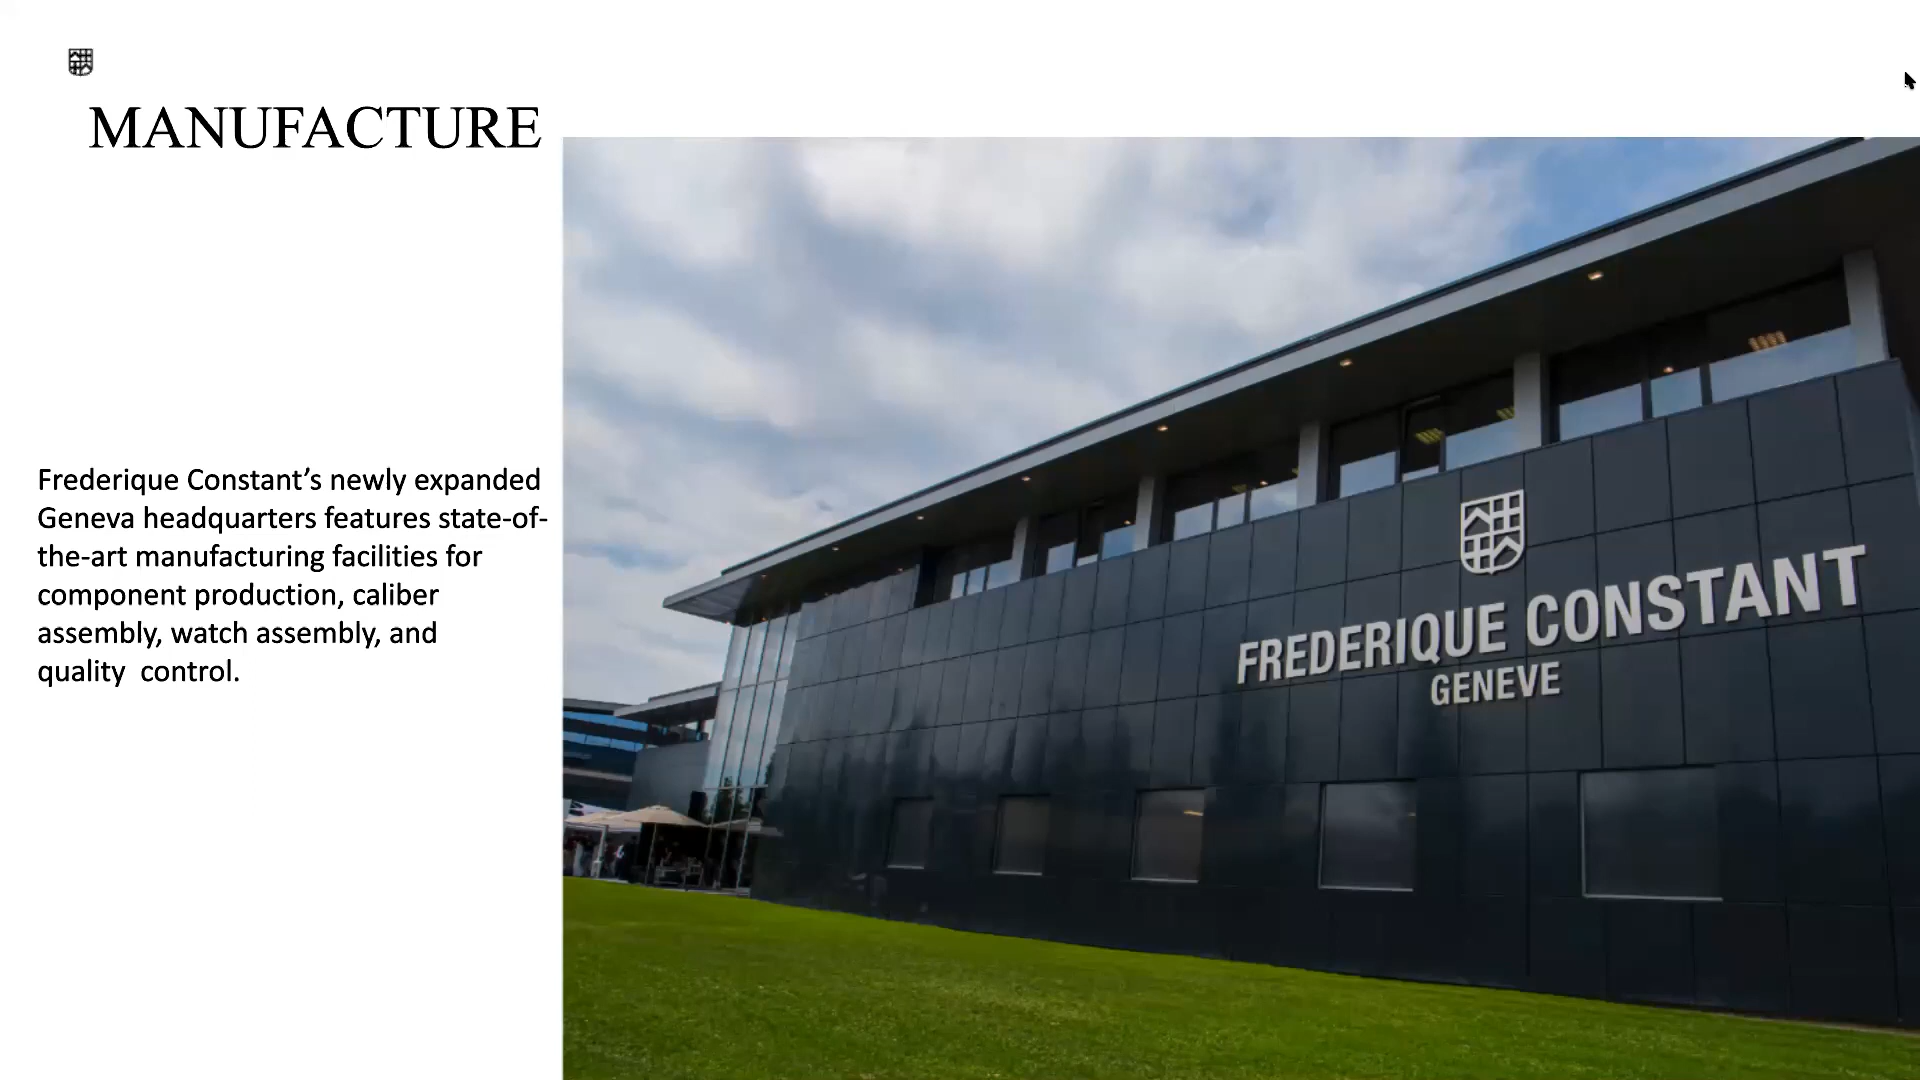 MANUFACTURE
Frederique Constant’s newly expanded
Geneva headquarters features state-of-
the-art manufacturing facilities for
component production, caliber
assembly, watch assembly, and
quality  control.
FREDERIQUE CONSTANT
GENEVE